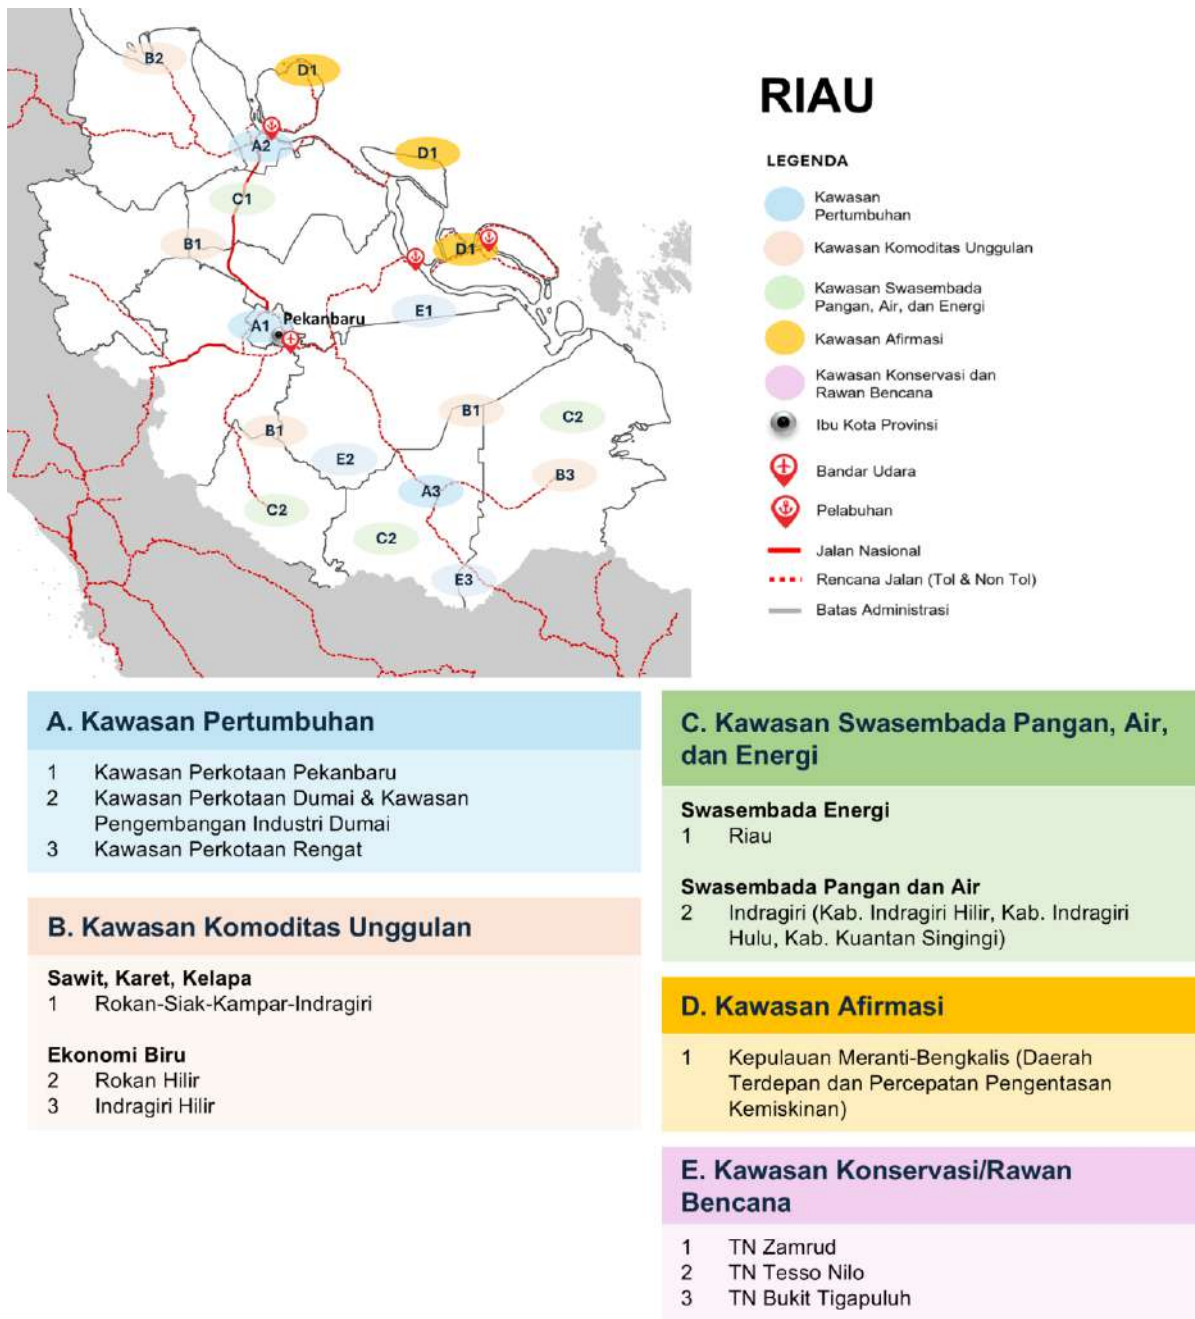 B2
D1
A2
D1
C1
B1
D1
E1
A1
Pekanbaru
B1
B1
C2
E2
B3
A3
C2
C2
E3
RIAU
LEGENDA
Kawasan
Pertumbuhan
Kawasan Komoditas Unggulan
Kawasan Swasembada
Pangan, Air, dan Energi
Kawasan Afirmasi
Kawasan Konservasi dan
Rawan Bencana
Ibu Kota Provinsi
Bandar Udara
Pelabuhan
Jalan Nasional
Rencana Jalan (Tol & Non Tol)
Batas Administrasi
A. Kawasan Pertumbuhan
1 Kawasan Perkotaan Pekanbaru
2 Kawasan Perkotaan Dumai & Kawasan
Pengembangan Industri Dumai
3 Kawasan Perkotaan Rengat
B. Kawasan Komoditas Unggulan
Sawit, Karet, Kelapa
1 Rokan-Siak-Kampar-Indragiri
Ekonomi Biru
2 Rokan Hilir
3 Indragiri Hilir
C. Kawasan Swasembada Pangan, Air,
dan Energi
Swasembada Energi
1 Riau
Swasembada Pangan dan Air
2 Indragiri (Kab. Indragiri Hilir, Kab. Indragiri
Hulu, Kab. Kuantan Singingi)
D. Kawasan Afirmasi
1 Kepulauan Meranti-Bengkalis (Daerah
Terdepan dan Percepatan Pengentasan
Kemiskinan)
E. Kawasan Konservasi/Rawan
Bencana
1 TN Zamrud
2 TN Tesso Nilo
3 TN Bukit Tigapuluh